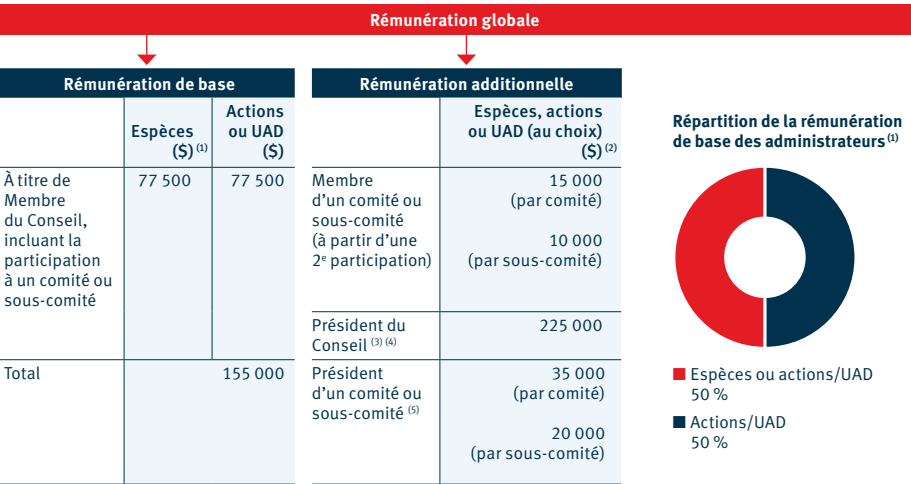 Rémunération globale
Rémunération de base
Espèces
($) (1)
Actions
ou UAD
($)
À titre de
Membre
du Conseil,
incluant la
participation
à un comité ou
sous-comité
77 500
77 500
Total
155 000
Rémunération additionnelle
Espèces, actions
ou UAD (au choix)
($) (2)
Membre
d'un comité ou
sous-comité
(à partir d'une
2e participation)
15 000
(par comité)
10 000
(par sous-comité)
Président du
Conseil (3) (4)
225 000
Président
d'un comité ou
sous-comité (5)
35 000
(par comité)
20 000
(par sous-comité)
Répartition de la rémunération
de base des administrateurs (1)
Espèces ou actions/UAD
50 %
Actions/UAD
50 %